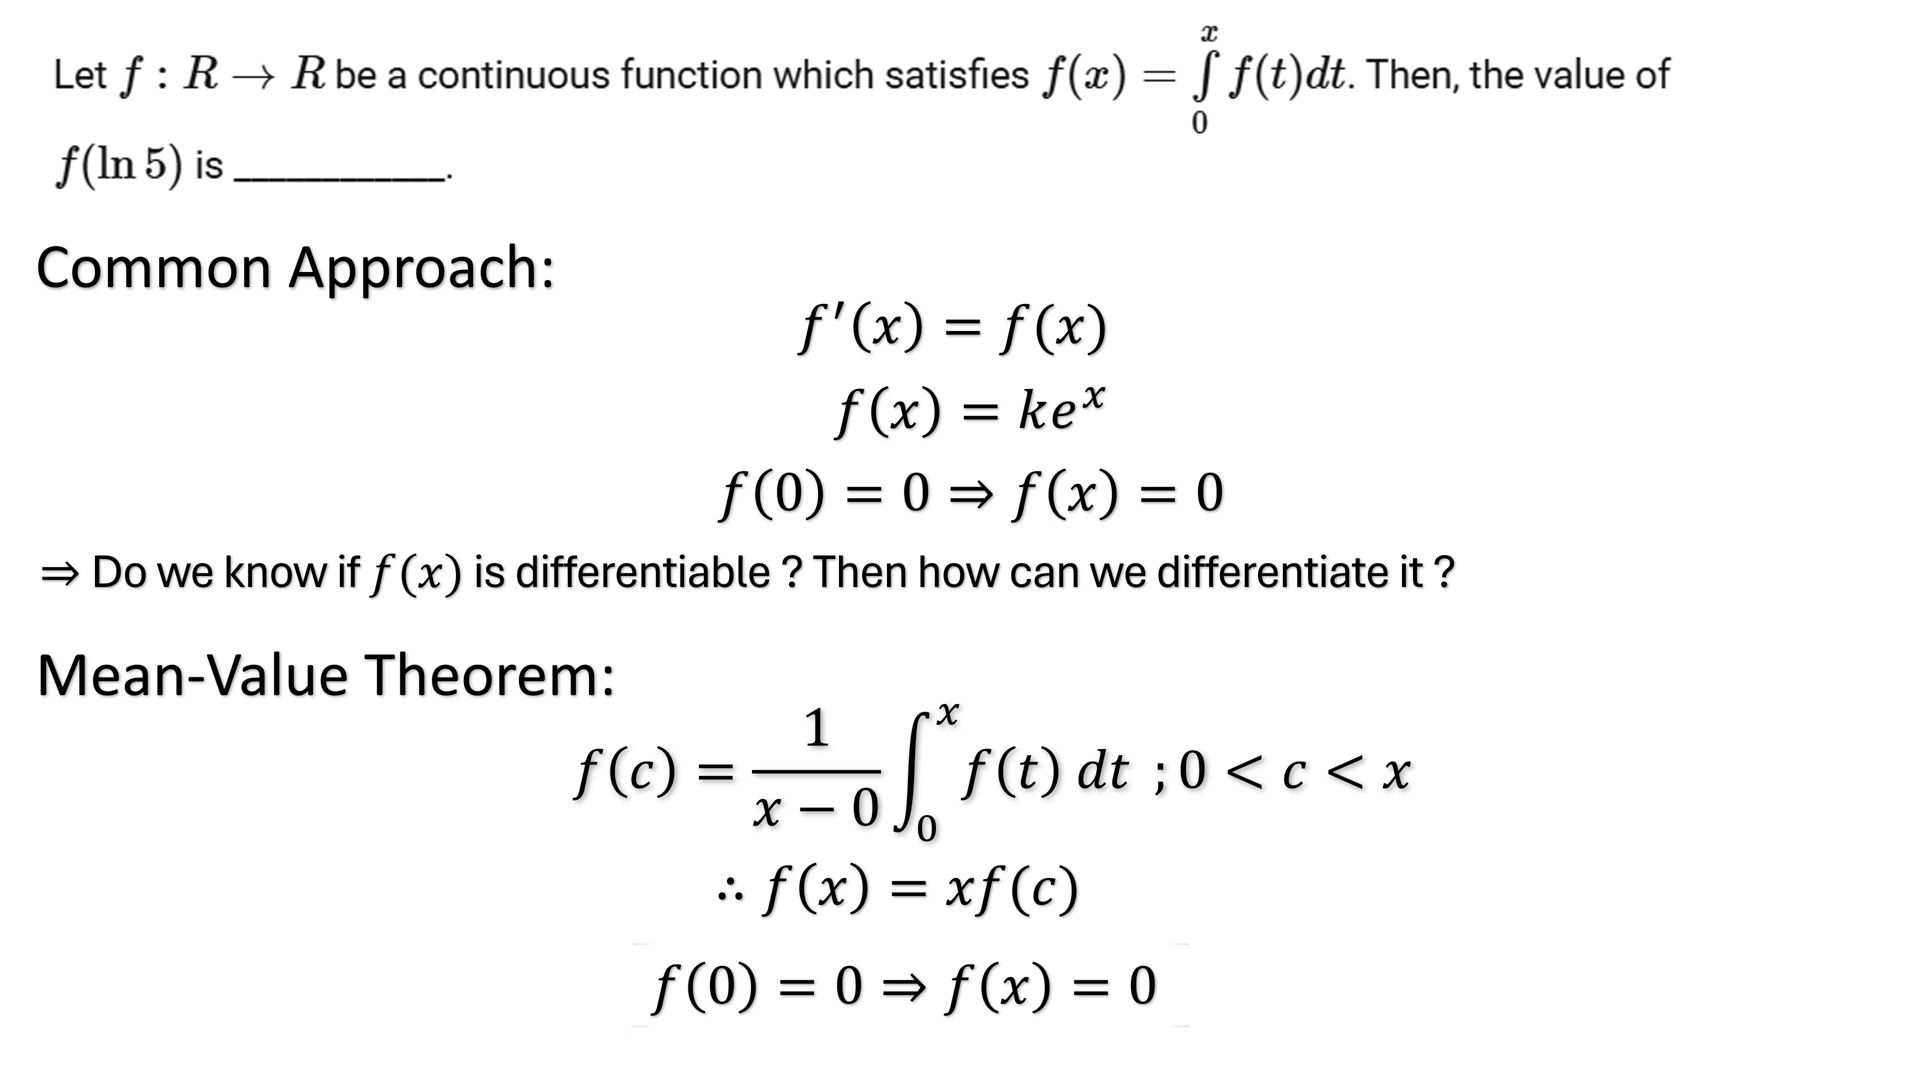 Let f : R → R be a continuous function which satisfies f(x) = ∫₀ˣ f(t)dt. Then, the value of
f(ln 5) is ____________.
Common Approach:
f′(x) = f(x)
f(x) = keˣ
f(0) = 0 ⇒ f(x) = 0
⇒ Do we know if f(x) is differentiable ? Then how can we differentiate it ?
Mean-Value Theorem:
f(c) = 1/(x − 0) ∫₀ˣ f(t) dt ; 0 < c < x
∴ f(x) = xf(c)
f(0) = 0 ⇒ f(x) = 0